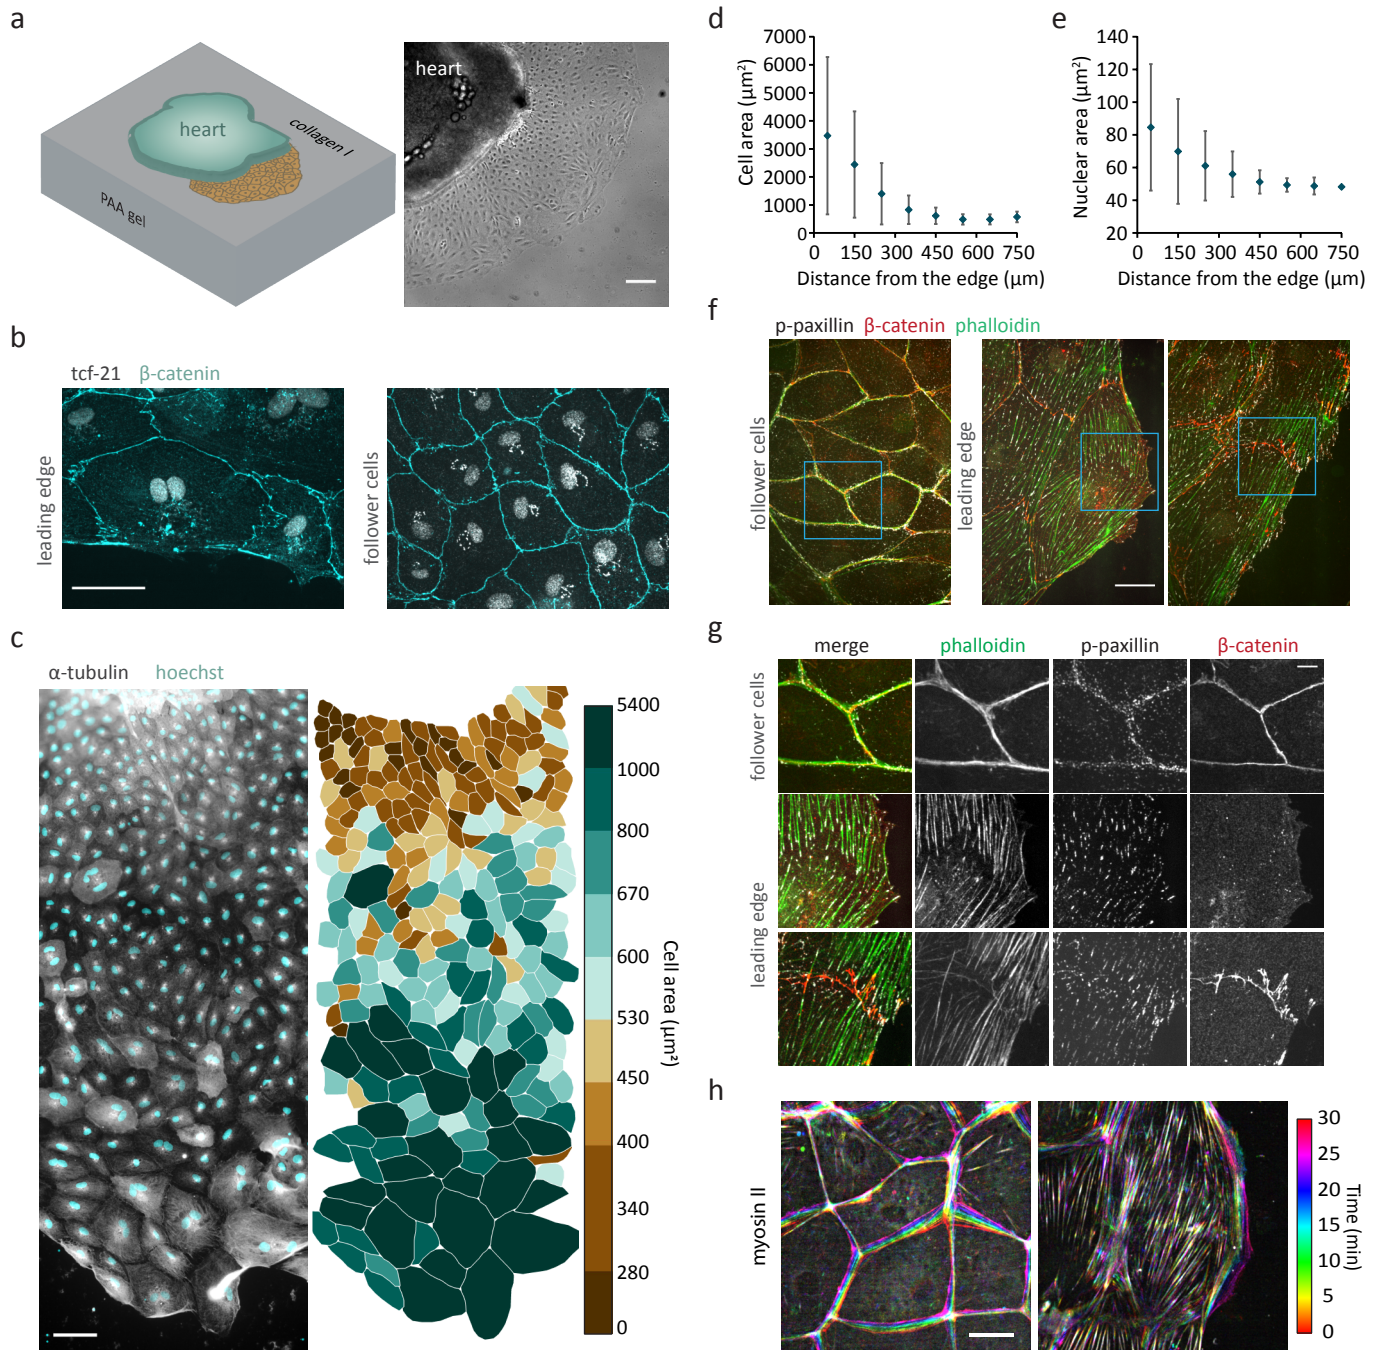 a
heart
collagen I
PAA gel
heart
b
tcf-21 β-catenin
leading edge
follower cells
c
α-tubulin hoechst
5400
1000
800
670
600
530
450
400
340
280
0
Cell area (µm²)
d
7000
6000
5000
4000
3000
2000
1000
0
Cell area (µm²)
0 150 300 450 600 750
Distance from the edge (µm)
e
140
120
100
80
60
40
20
Nuclear area (µm²)
0 150 300 450 600 750
Distance from the edge (µm)
f
p-paxillin β-catenin phalloidin
follower cells
leading edge
g
merge phalloidin p-paxillin β-catenin
follower cells
leading edge
h
myosin II
30
25
20
15
10
5
0
Time (min)